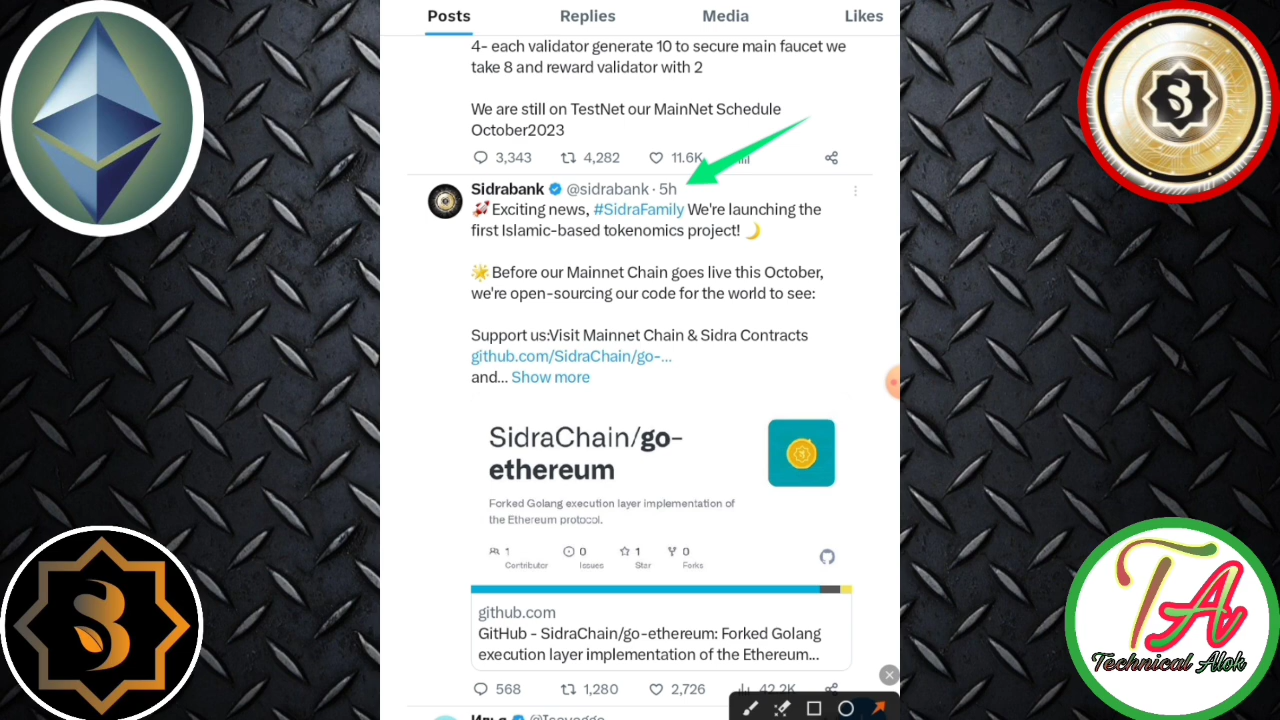 Posts Replies Media Likes
4- each validator generate 10 to secure main faucet we
take 8 and reward validator with 2
We are still on TestNet our MainNet Schedule
October2023
3,343 4,282 11.6K
Sidrabank @sidrabank · 5h
🚀Exciting news, #SidraFamily We're launching the
first Islamic-based tokenomics project! 🌙
🌟Before our Mainnet Chain goes live this October,
we're open-sourcing our code for the world to see:
Support us:Visit Mainnet Chain & Sidra Contracts
github.com/SidraChain/go-...
and... Show more
SidraChain/go-
ethereum
Forked Golang execution layer implementation of
the Ethereum protocol.
1 0 1 0
Contributor Issues Star Forks
github.com
GitHub - SidraChain/go-ethereum: Forked Golang
execution layer implementation of the Ethereum...
568 1,280 2,726 42.2K
TA
Technical Alok